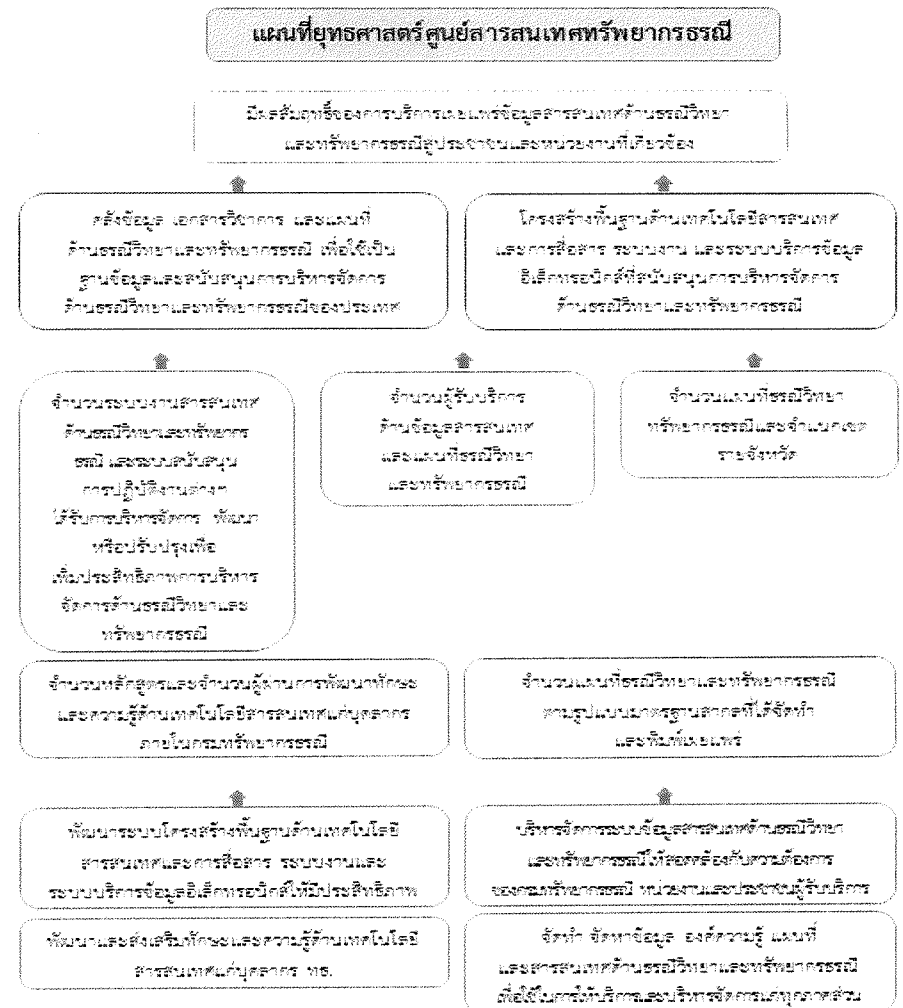 แผนที่ยุทธศาสตร์ศูนย์สารสนเทศทรัพยากรธรณี
มีผลสัมฤทธิ์ของการบริการเผยแพร่ข้อมูลสารสนเทศด้านธรณีวิทยา
และทรัพยากรธรณีสู่ประชาชนและหน่วยงานที่เกี่ยวข้อง
คลังข้อมูล เอกสารวิชาการ และแผนที่
ด้านธรณีวิทยาและทรัพยากรธรณี เพื่อใช้เป็น
ฐานข้อมูลและสนับสนุนการบริหารจัดการ
ด้านธรณีวิทยาและทรัพยากรธรณีของประเทศ
โครงสร้างพื้นฐานด้านเทคโนโลยีสารสนเทศ
และการสื่อสาร ระบบงาน และระบบบริการข้อมูล
อิเล็กทรอนิกส์ที่สนับสนุนการบริหารจัดการ
ด้านธรณีวิทยาและทรัพยากรธรณี
จำนวนระบบงานสารสนเทศ
ด้านธรณีวิทยาและทรัพยากร
ธรณี และระบบสนับสนุน
การปฏิบัติงานต่างๆ
ได้รับการบริหารจัดการ พัฒนา
หรือปรับปรุงเพื่อ
เพิ่มประสิทธิภาพการบริหาร
จัดการด้านธรณีวิทยาและ
ทรัพยากรธรณี
จำนวนผู้รับบริการ
ด้านข้อมูลสารสนเทศ
และแผนที่ธรณีวิทยา
และทรัพยากรธรณี
จำนวนแผนที่ธรณีวิทยา
ทรัพยากรธรณีและจำแนกเขต
รายจังหวัด
จำนวนหลักสูตรและจำนวนผู้ผ่านการพัฒนาทักษะ
และความรู้ด้านเทคโนโลยีสารสนเทศแก่บุคลากร
ภายในกรมทรัพยากรธรณี
จำนวนแผนที่ธรณีวิทยาและทรัพยากรธรณี
ตามรูปแบบมาตรฐานสากลที่ได้จัดทำ
และพิมพ์เผยแพร่
พัฒนาระบบโครงสร้างพื้นฐานด้านเทคโนโลยี
สารสนเทศและการสื่อสาร ระบบงานและ
ระบบบริการข้อมูลอิเล็กทรอนิกส์ให้มีประสิทธิภาพ
บริหารจัดการระบบข้อมูลสารสนเทศด้านธรณีวิทยา
และทรัพยากรธรณีให้สอดคล้องกับความต้องการ
ของกรมทรัพยากรธรณี หน่วยงานและประชาชนผู้รับบริการ
พัฒนาและส่งเสริมทักษะและความรู้ด้านเทคโนโลยี
สารสนเทศแก่บุคลากร ทธ.
จัดทำ จัดหาข้อมูล องค์ความรู้ แผนที่
และสารสนเทศด้านธรณีวิทยาและทรัพยากรธรณี
เพื่อใช้ในการให้บริการและบริหารจัดการแก่ทุกภาคส่วน